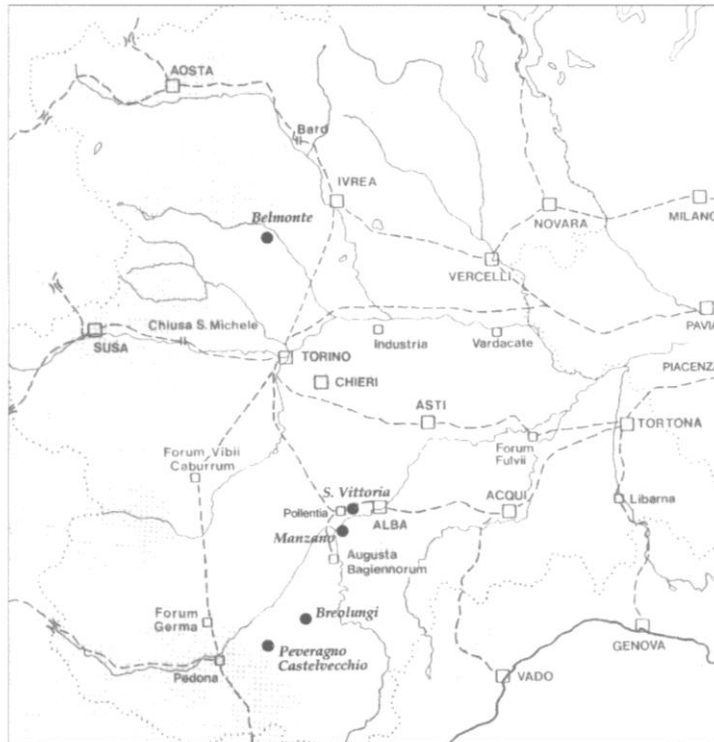 AOSTA
Bard
IVREA
Belmonte
NOVARA
MILANO
VERCELLI
Chiusa S. Michele
SUSA
Industria
Vardacate
PAVIA
TORINO
CHIERI
PIACENZA
ASTI
TORTONA
Forum Vibii
Caburrum
Forum
Fulvii
S. Vittoria
Pollentia
ALBA
ACQUI
Libarna
Manzano
Augusta
Bagiennorum
Breolungi
Forum
Germa
GENOVA
Peveragno
Castelvecchio
Pedona
VADO